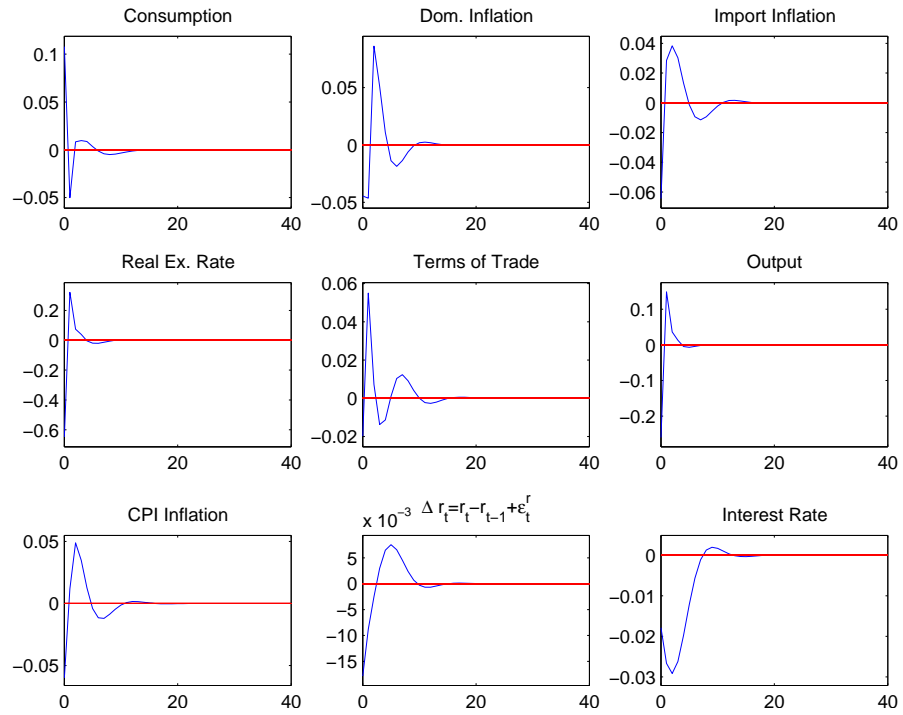 Consumption
Dom. Inflation
Import Inflation
0.1
0.05
0
−0.05
0 20 40
0.05
0
−0.05
0 20 40
0.04
0.02
0
−0.02
−0.04
−0.06
0 20 40
Real Ex. Rate
Terms of Trade
Output
0.2
0
−0.2
−0.4
−0.6
0 20 40
0.06
0.04
0.02
0
−0.02
0 20 40
0.1
0
−0.1
−0.2
0 20 40
CPI Inflation
x 10⁻³ Δ r_t=r_t−r_{t−1}+ε_t^r
Interest Rate
0.05
0
−0.05
0 20 40
5
0
−5
−10
−15
0 20 40
0
−0.01
−0.02
−0.03
0 20 40